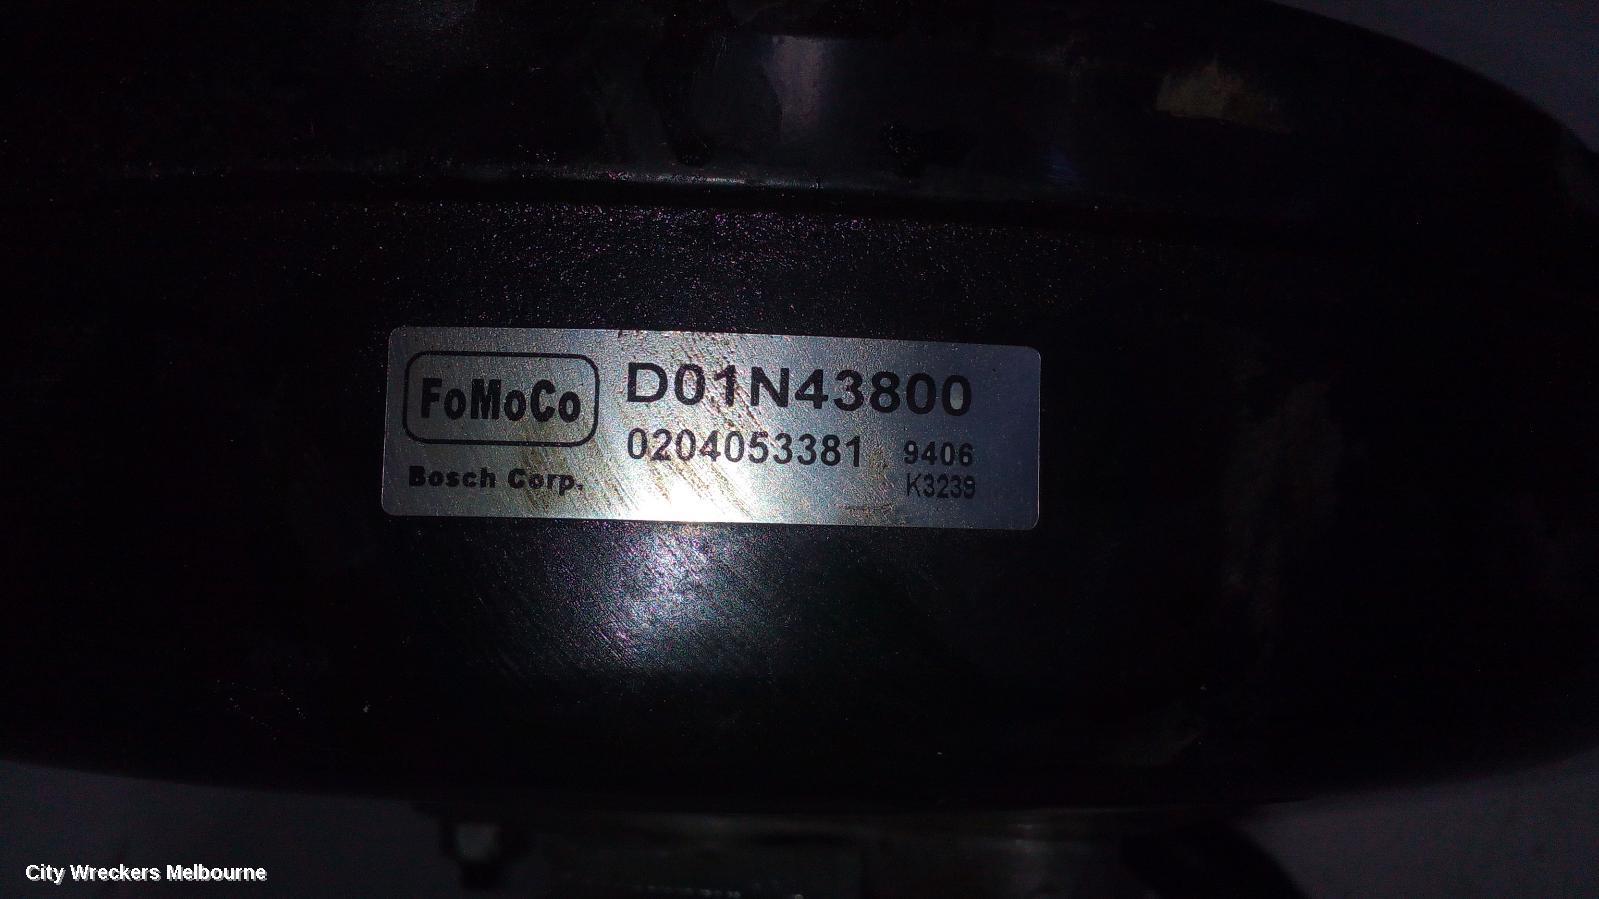 FoMoCo
D01N43800
0204053381 9406
Bosch Corp. K3239
City Wreckers Melbourne